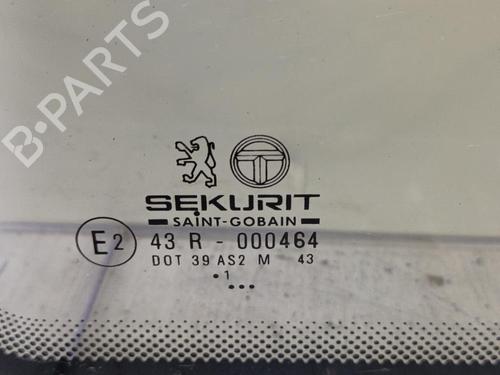 B-PARTS
SEKURIT
SAINT-GOBAIN
E2 43 R - 000464
DOT 39 AS2 M 43
.1
...